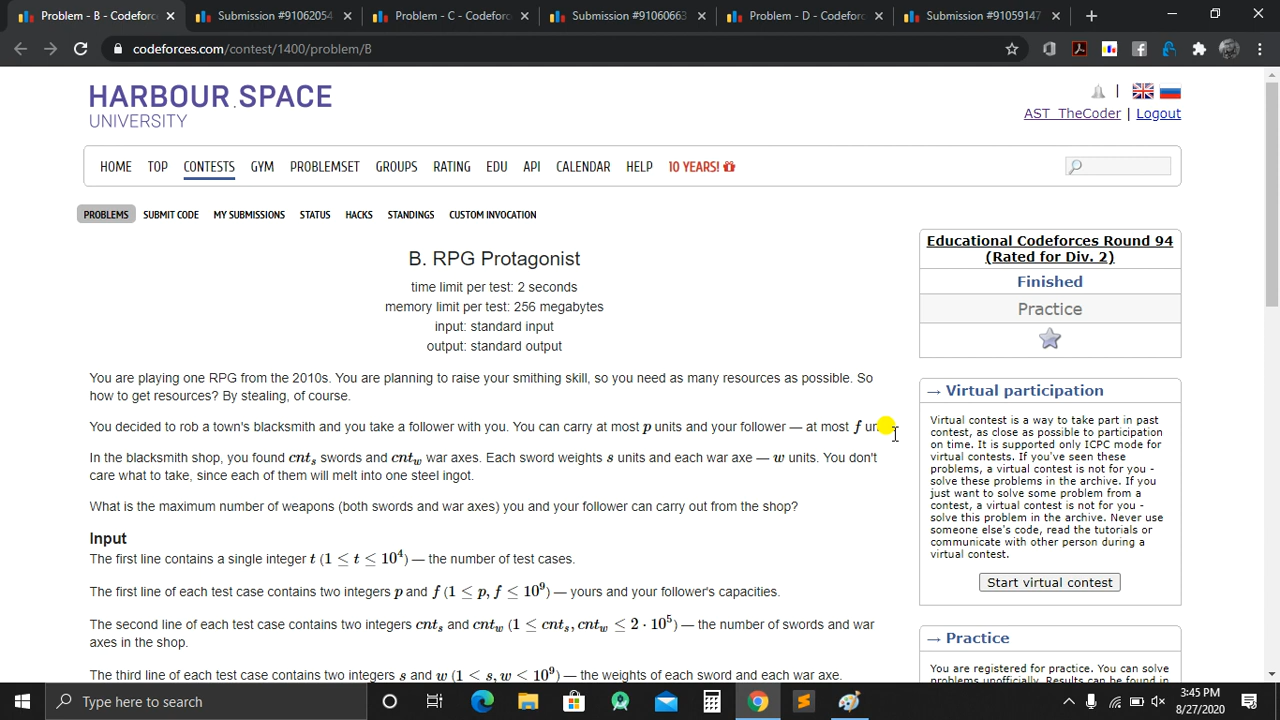 Problem - B - Codeforc
Submission #91062054
Problem - C - Codeforc
Submission #91060663
Problem - D - Codeforc
Submission #91059147
codeforces.com/contest/1400/problem/B
HARBOUR.SPACE
UNIVERSITY
AST_TheCoder | Logout
HOME TOP CONTESTS GYM PROBLEMSET GROUPS RATING EDU API CALENDAR HELP 10 YEARS!
PROBLEMS SUBMIT CODE MY SUBMISSIONS STATUS HACKS STANDINGS CUSTOM INVOCATION
B. RPG Protagonist
time limit per test: 2 seconds
memory limit per test: 256 megabytes
input: standard input
output: standard output
You are playing one RPG from the 2010s. You are planning to raise your smithing skill, so you need as many resources as possible. So
how to get resources? By stealing, of course.
You decided to rob a town's blacksmith and you take a follower with you. You can carry at most p units and your follower — at most f
In the blacksmith shop, you found cnt_s swords and cnt_w war axes. Each sword weights s units and each war axe — w units. You don't
care what to take, since each of them will melt into one steel ingot.
What is the maximum number of weapons (both swords and war axes) you and your follower can carry out from the shop?
Input
The first line contains a single integer t (1 ≤ t ≤ 10^4) — the number of test cases.
The first line of each test case contains two integers p and f (1 ≤ p, f ≤ 10^9) — yours and your follower's capacities.
The second line of each test case contains two integers cnt_s and cnt_w (1 ≤ cnt_s, cnt_w ≤ 2 · 10^5) — the number of swords and war
axes in the shop.
The third line of each test case contains two integers s and w (1 ≤ s, w ≤ 10^9) — the weights of each sword and each war axe.
Educational Codeforces Round 94
(Rated for Div. 2)
Finished
Practice
→ Virtual participation
Virtual contest is a way to take part in past
contest, as close as possible to participation
on time. It is supported only ICPC mode for
virtual contests. If you've seen these
problems, a virtual contest is not for you -
solve these problems in the archive. If you
just want to solve some problem from a
contest, a virtual contest is not for you -
solve this problem in the archive. Never use
someone else's code, read the tutorials or
communicate with other person during a
virtual contest.
Start virtual contest
→ Practice
You are registered for practice. You can solve
problems unofficially. Results can be found in
Type here to search
3:45 PM
8/27/2020